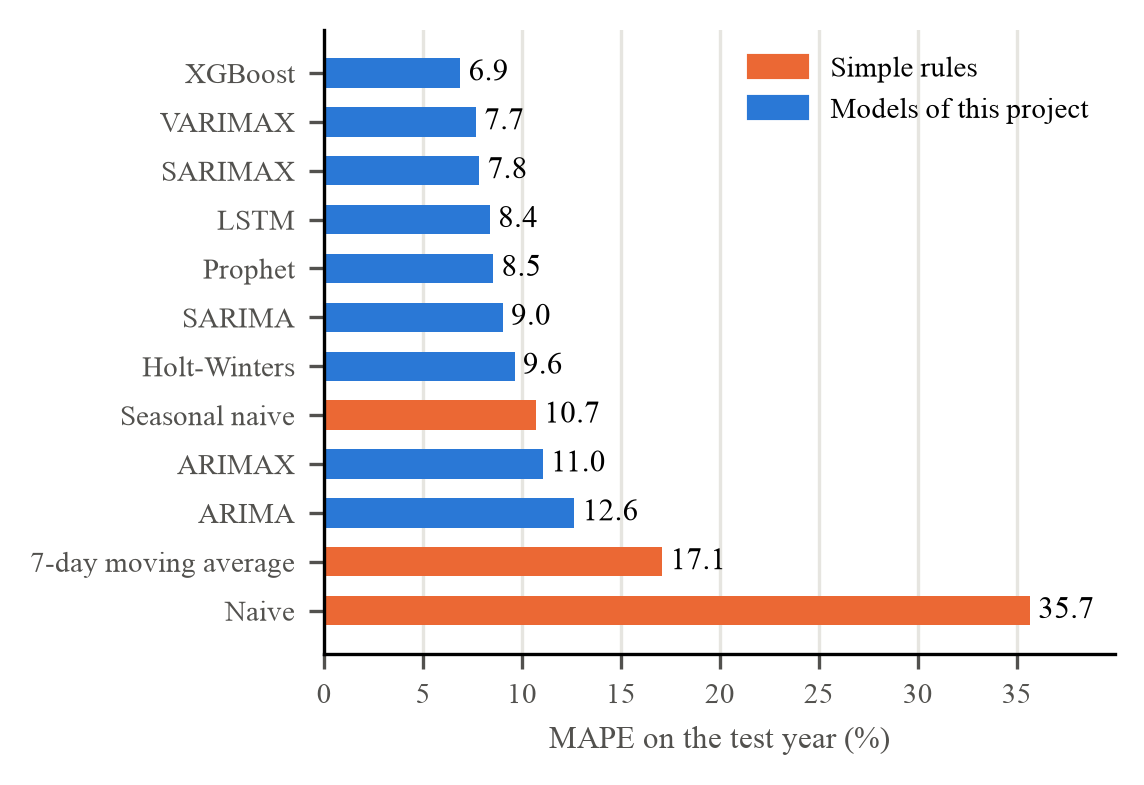 XGBoost 6.9
VARIMAX 7.7
SARIMAX 7.8
LSTM 8.4
Prophet 8.5
SARIMA 9.0
Holt-Winters 9.6
Seasonal naive 10.7
ARIMAX 11.0
ARIMA 12.6
7-day moving average 17.1
Naive 35.7
Simple rules
Models of this project
0 5 10 15 20 25 30 35
MAPE on the test year (%)